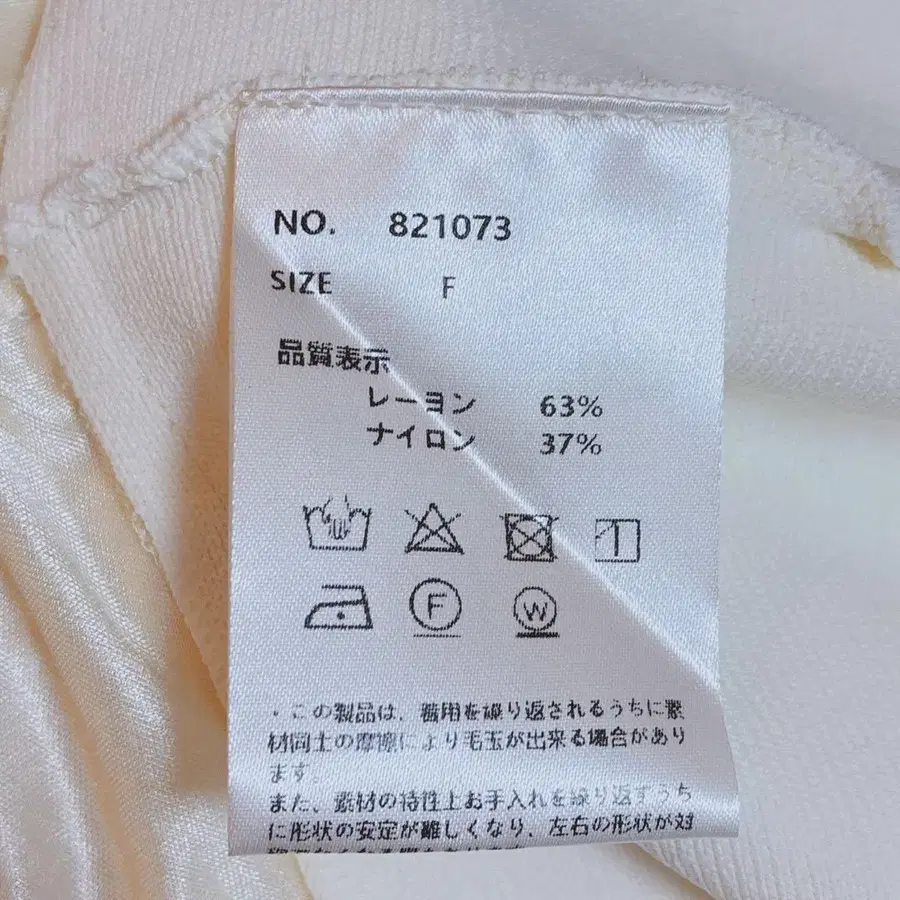 NO. 821073
SIZE F
品質表示
レーヨン 63%
ナイロン 37%
F W
・この製品は、着用を繰り返されるうちに素
材同士の摩擦により毛玉が出来る場合があり
ます。
また、素材の特性上お手入れを繰り返すうち
に形状の安定が難しくなり、左右の形状が対